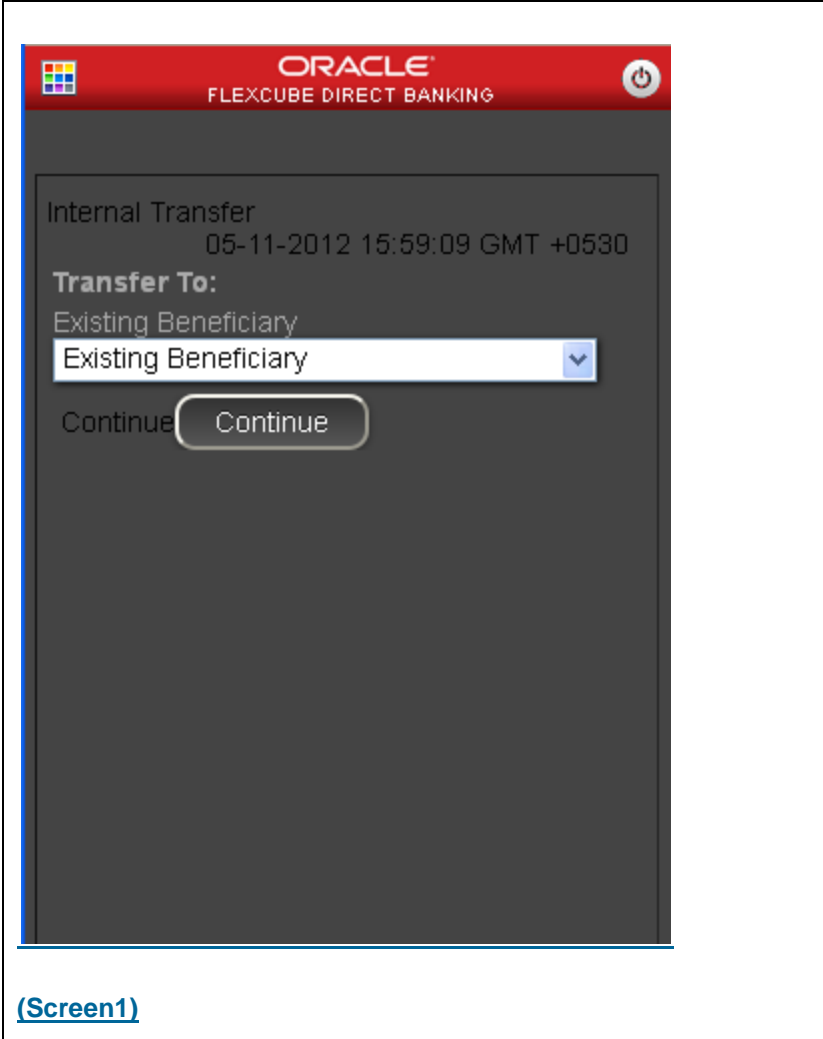 ORACLE
FLEXCUBE DIRECT BANKING
Internal Transfer
05-11-2012 15:59:09 GMT +0530
Transfer To:
Existing Beneficiary
Existing Beneficiary
Continue Continue
(Screen1)